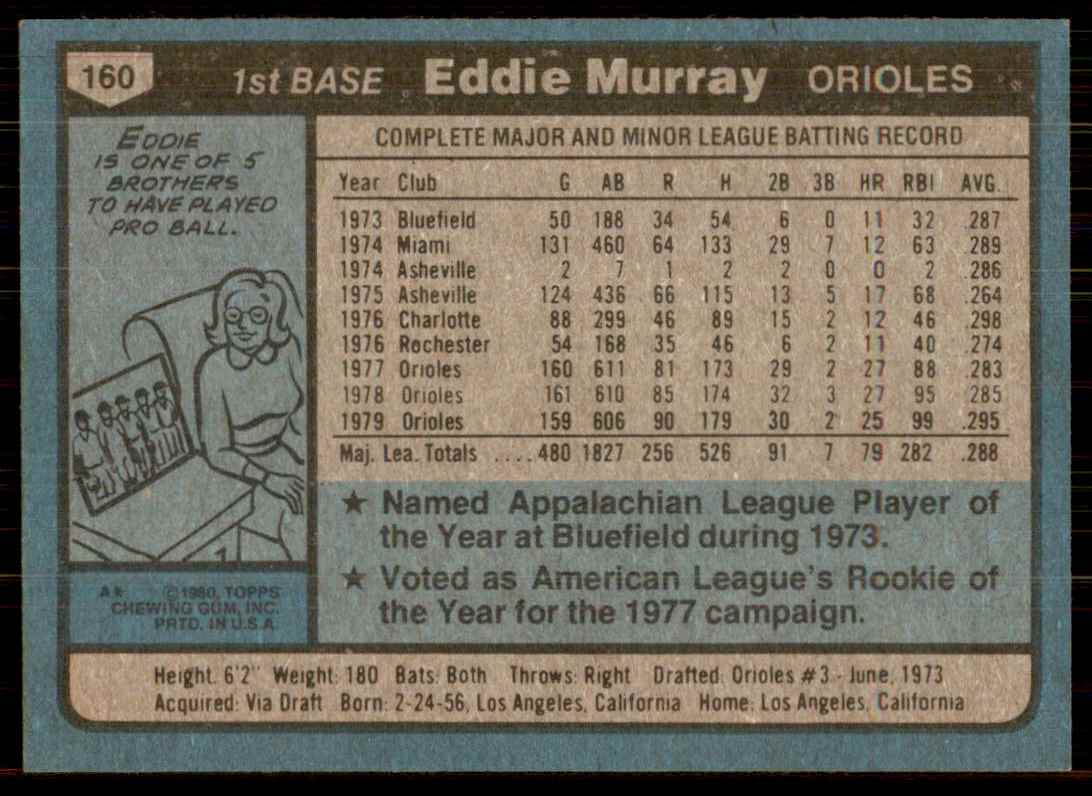 160 1st BASE Eddie Murray ORIOLES
EDDIE
IS ONE OF 5
BROTHERS
TO HAVE PLAYED
PRO BALL.
COMPLETE MAJOR AND MINOR LEAGUE BATTING RECORD
Year Club G AB R H 2B 3B HR RBI AVG.
1973 Bluefield 50 188 34 54 6 0 11 32 .287
1974 Miami 131 460 64 133 29 7 12 63 .289
1974 Asheville 2 7 1 2 2 0 0 2 .286
1975 Asheville 124 436 66 115 13 5 17 68 .264
1976 Charlotte 88 299 46 89 15 2 12 46 .298
1976 Rochester 54 168 35 46 6 2 11 40 .274
1977 Orioles 160 611 81 173 29 2 27 88 .283
1978 Orioles 161 610 85 174 32 3 27 95 .285
1979 Orioles 159 606 90 179 30 2 25 99 .295
Maj. Lea. Totals ..... 480 1827 256 526 91 7 79 282 .288
★ Named Appalachian League Player of
the Year at Bluefield during 1973.
★ Voted as American League's Rookie of
the Year for the 1977 campaign.
A★ ©1980, TOPPS
CHEWING GUM, INC.
PRTD. IN U.S.A
Height: 6'2" Weight: 180 Bats: Both Throws: Right Drafted: Orioles #3 - June, 1973
Acquired: Via Draft Born: 2-24-56, Los Angeles, California Home: Los Angeles, California